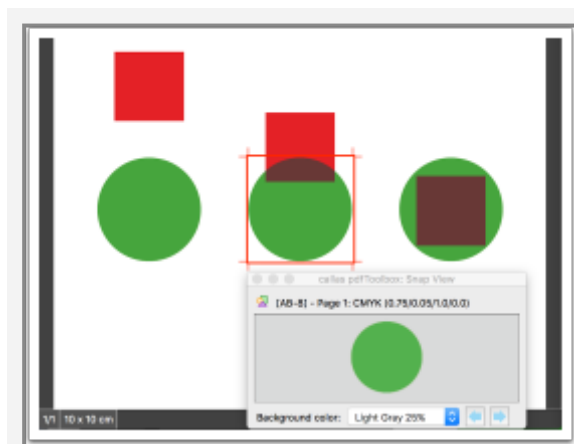 callas pdfToolbox: Snap View
[AB-8] - Page 1: CMYK (0.75/0.05/1.0/0.0)
Background color: Light Gray 25%
1/1 10 x 10 cm